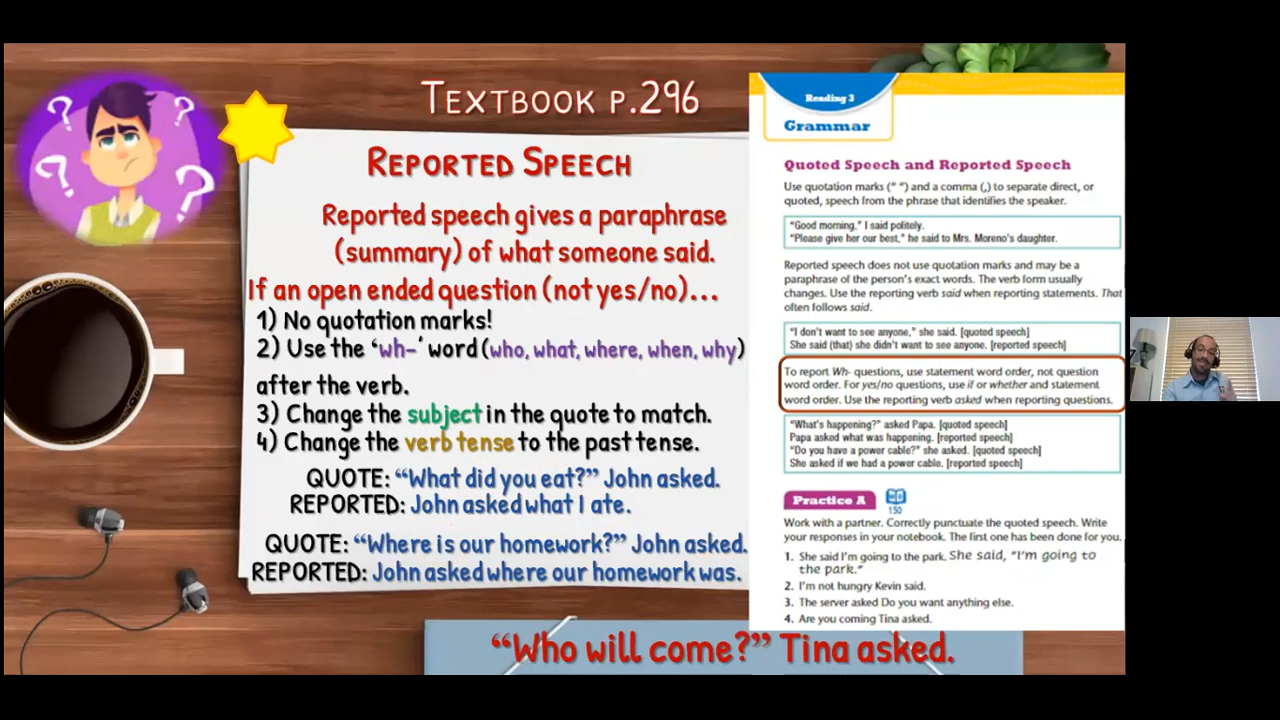 TEXTBOOK P.296
REPORTED SPEECH
Reported speech gives a paraphrase
(summary) of what someone said.
If an open ended question (not yes/no)...
1) No quotation marks!
2) Use the ‘wh-’ word (who, what, where, when, why)
after the verb.
3) Change the subject in the quote to match.
4) Change the verb tense to the past tense.
QUOTE: “What did you eat?” John asked.
REPORTED: John asked what I ate.
QUOTE: “Where is our homework?” John asked.
REPORTED: John asked where our homework was.
“Who will come?” Tina asked.
Reading 3
Grammar
Quoted Speech and Reported Speech
Use quotation marks (“ ”) and a comma (,) to separate direct, or
quoted, speech from the phrase that identifies the speaker.
“Good morning,” I said politely.
“Please give her our best,” he said to Mrs. Moreno’s daughter.
Reported speech does not use quotation marks and may be a
paraphrase of the person’s exact words. The verb form usually
changes. Use the reporting verb said when reporting statements. That
often follows said.
“I don’t want to see anyone,” she said. [quoted speech]
She said (that) she didn’t want to see anyone. [reported speech]
To report Wh- questions, use statement word order, not question
word order. For yes/no questions, use if or whether and statement
word order. Use the reporting verb asked when reporting questions.
“What’s happening?” asked Papa. [quoted speech]
Papa asked what was happening. [reported speech]
“Do you have a power cable?” she asked. [quoted speech]
She asked if we had a power cable. [reported speech]
Practice A
150
Work with a partner. Correctly punctuate the quoted speech. Write
your responses in your notebook. The first one has been done for you.
1. She said I’m going to the park. She said, “I’m going to
the park.”
2. I’m not hungry Kevin said.
3. The server asked Do you want anything else.
4. Are you coming Tina asked.